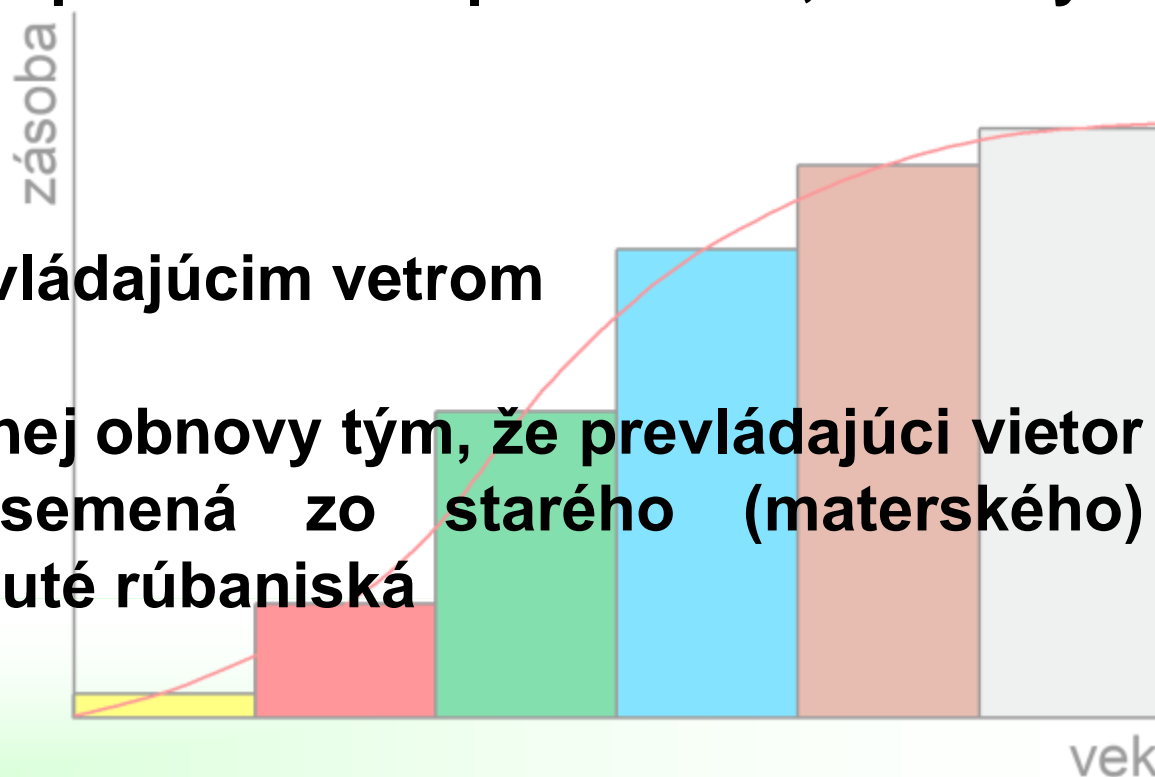 zásoba
vládajúcim vetrom
nej obnovy tým, že prevládajúci vietor
semená zo starého (materského)
uté rúbaniská
vek